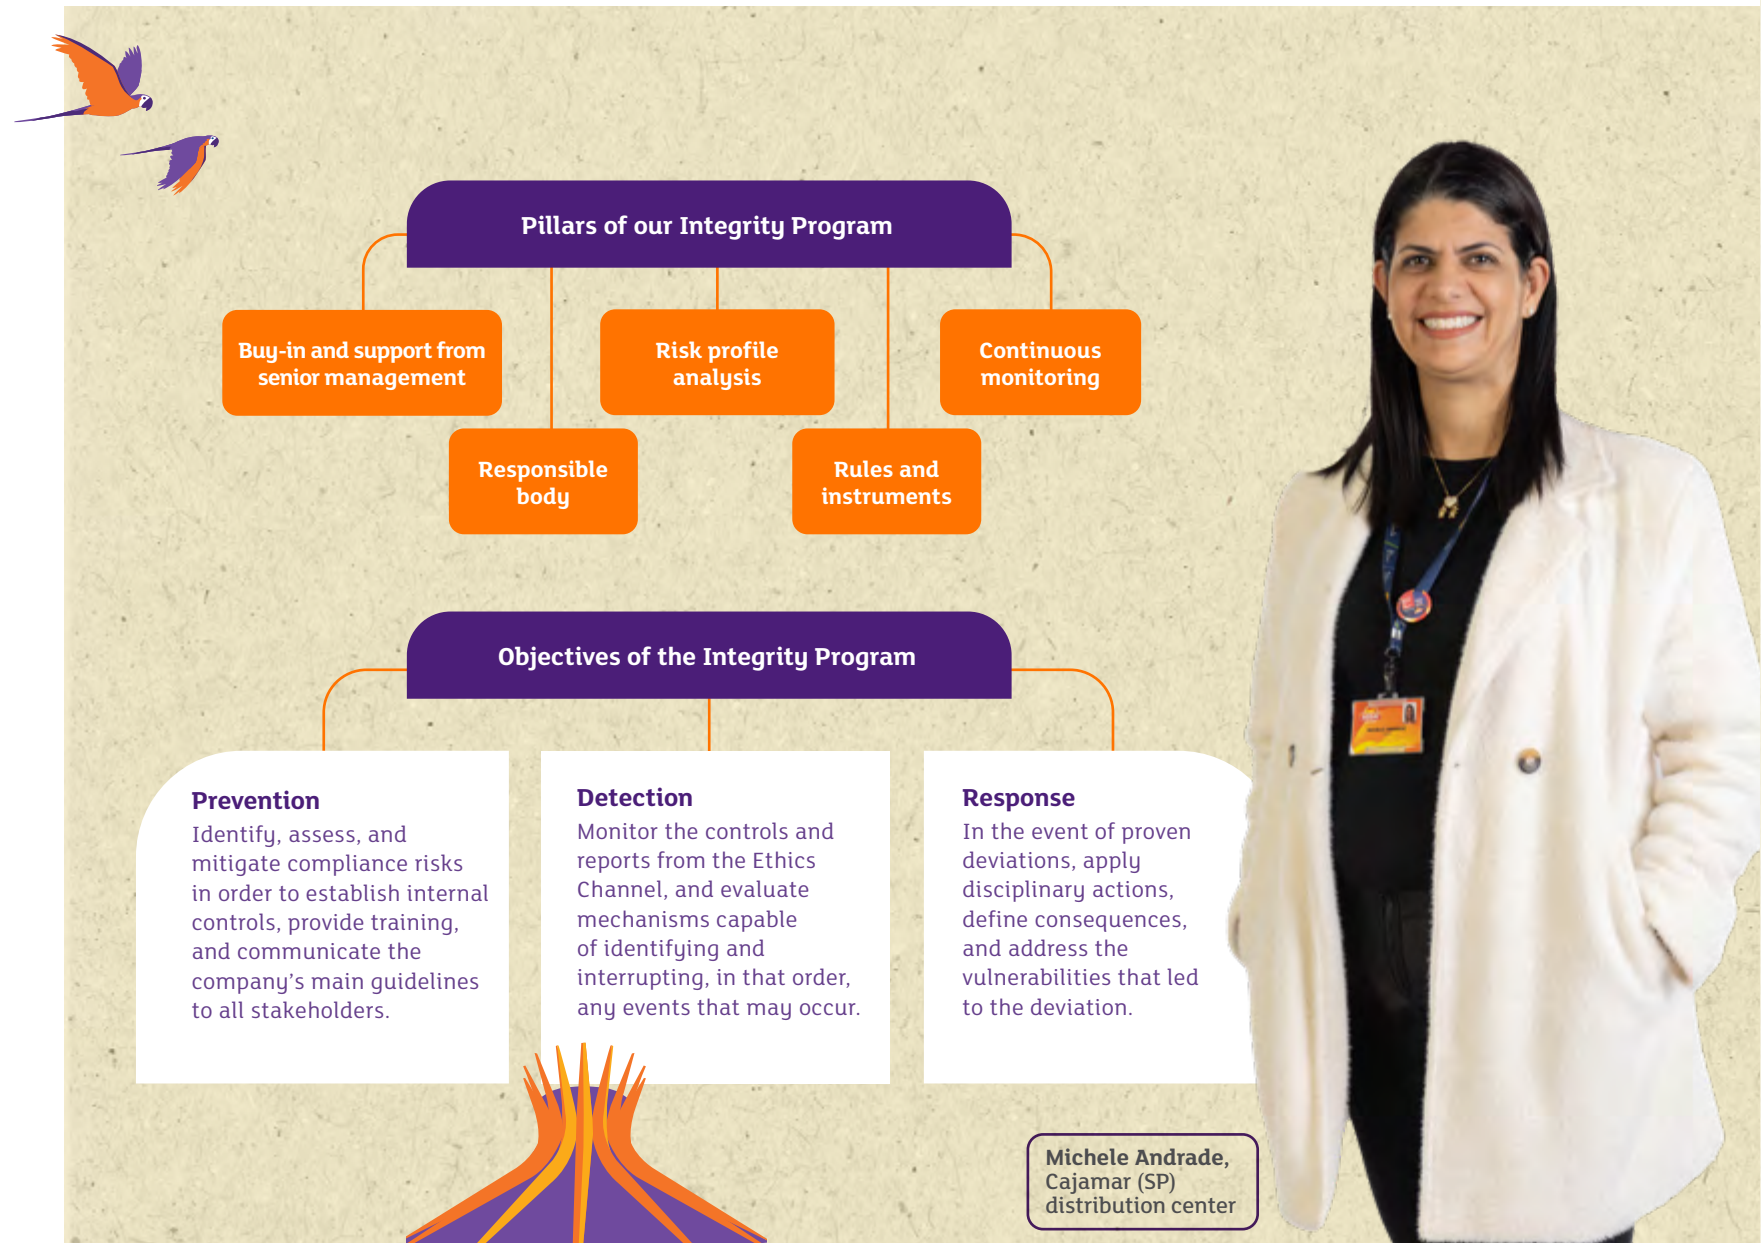 Pillars of our Integrity Program
Buy-in and support from
senior management
Risk profile
analysis
Continuous
monitoring
Responsible
body
Rules and
instruments
Objectives of the Integrity Program
Prevention
Identify, assess, and
mitigate compliance risks
in order to establish internal
controls, provide training,
and communicate the
company's main guidelines
to all stakeholders.
Detection
Monitor the controls and
reports from the Ethics
Channel, and evaluate
mechanisms capable
of identifying and
interrupting, in that order,
any events that may occur.
Response
In the event of proven
deviations, apply
disciplinary actions,
define consequences,
and address the
vulnerabilities that led
to the deviation.
Michele Andrade,
Cajamar (SP)
distribution center